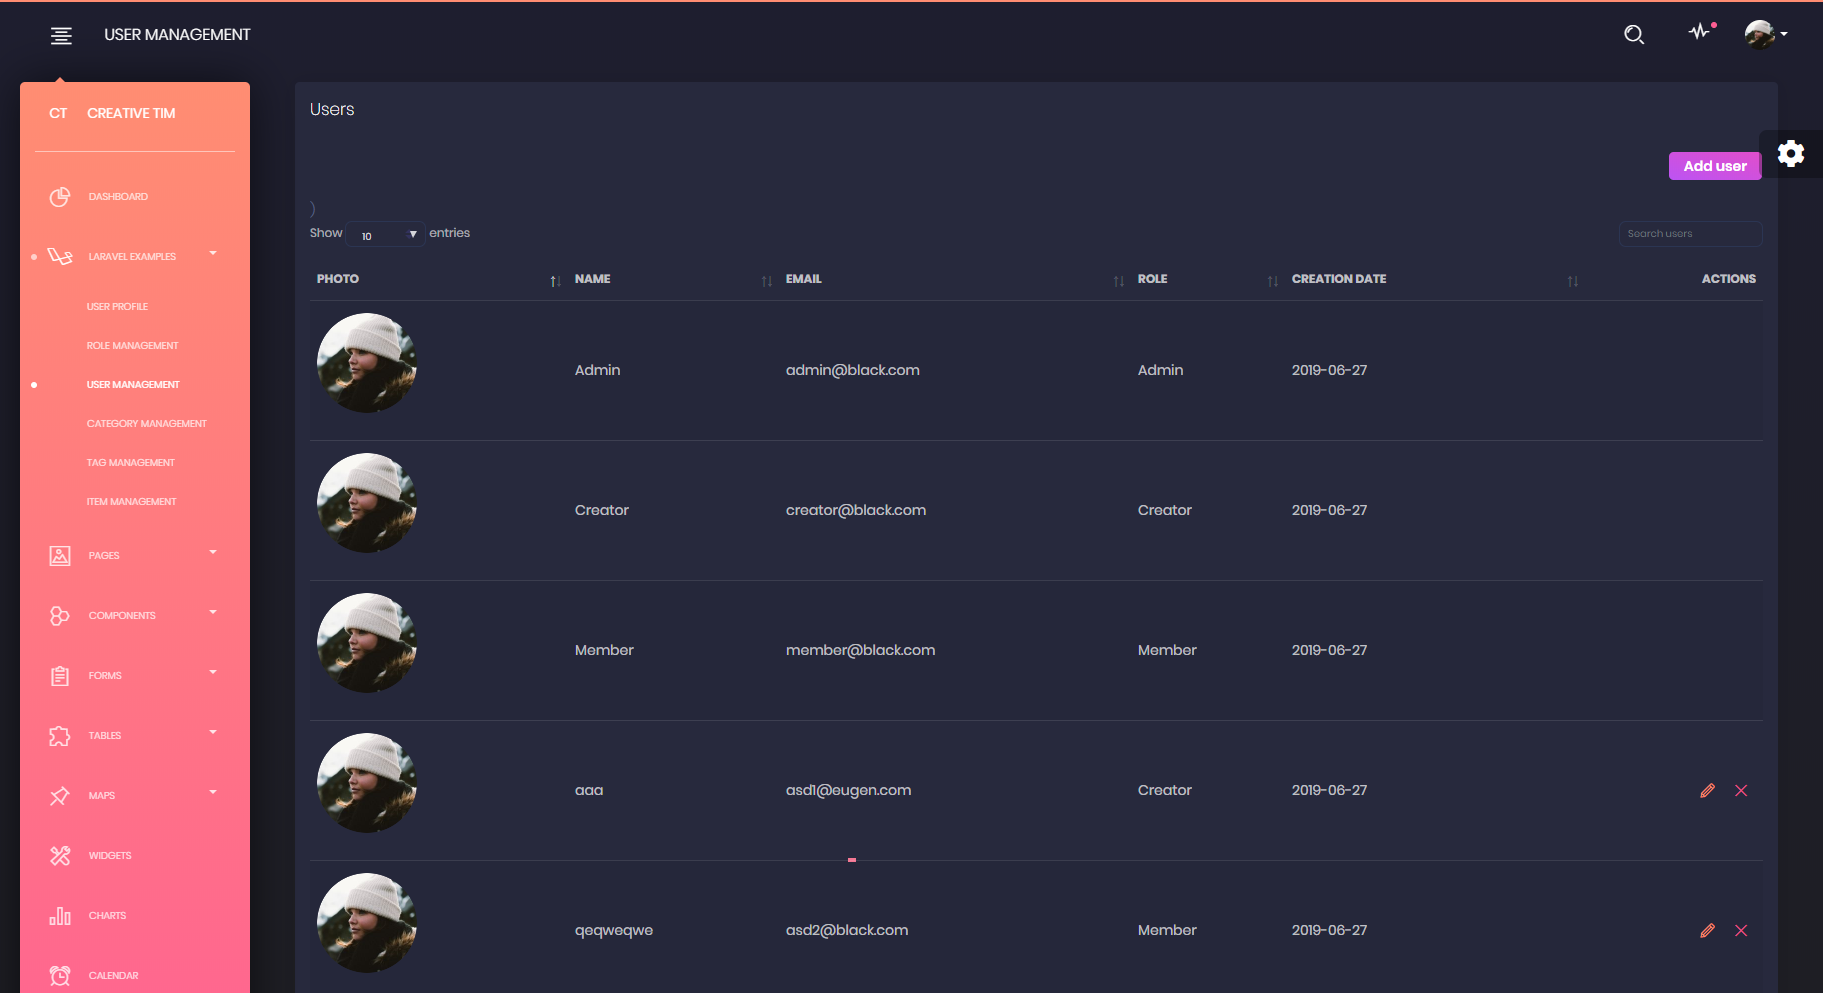 USER MANAGEMENT
CT CREATIVE TIM
DASHBOARD
LARAVEL EXAMPLES
USER PROFILE
ROLE MANAGEMENT
USER MANAGEMENT
CATEGORY MANAGEMENT
TAG MANAGEMENT
ITEM MANAGEMENT
PAGES
COMPONENTS
FORMS
TABLES
MAPS
WIDGETS
CHARTS
CALENDAR
Users
Add user
)
Show 10 entries
Search users
PHOTO NAME EMAIL ROLE CREATION DATE ACTIONS
Admin admin@black.com Admin 2019-06-27
Creator creator@black.com Creator 2019-06-27
Member member@black.com Member 2019-06-27
aaa asd1@eugen.com Creator 2019-06-27
qeqweqwe asd2@black.com Member 2019-06-27